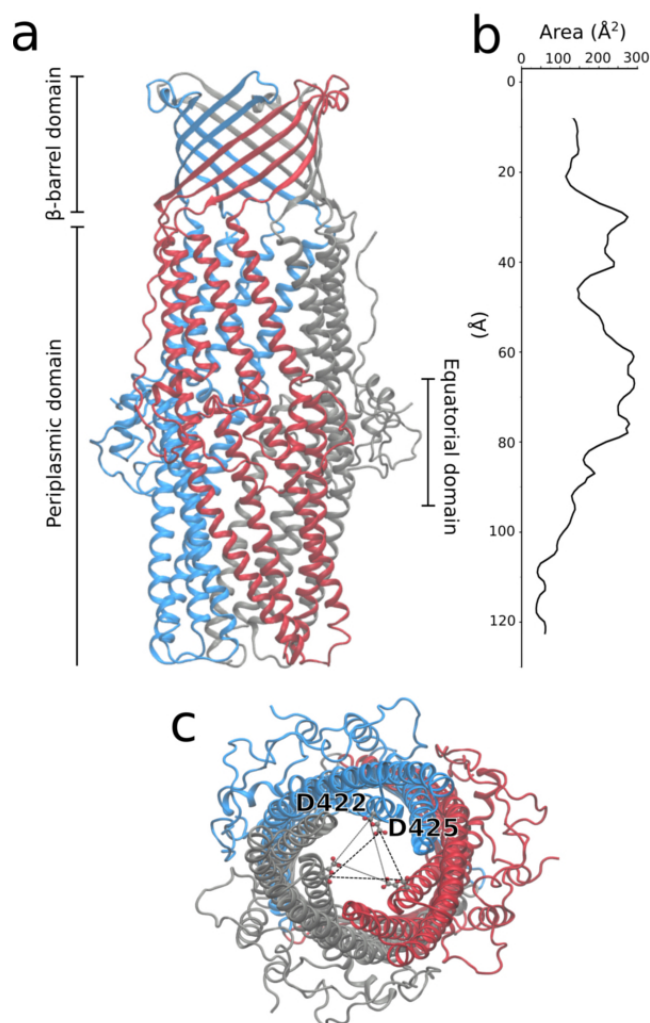 a
β-barrel domain
Periplasmic domain
Equatorial domain
b
Area (Å²)
0 100 200 300
0
20
40
(Å)
60
80
100
120
c
D422
D425